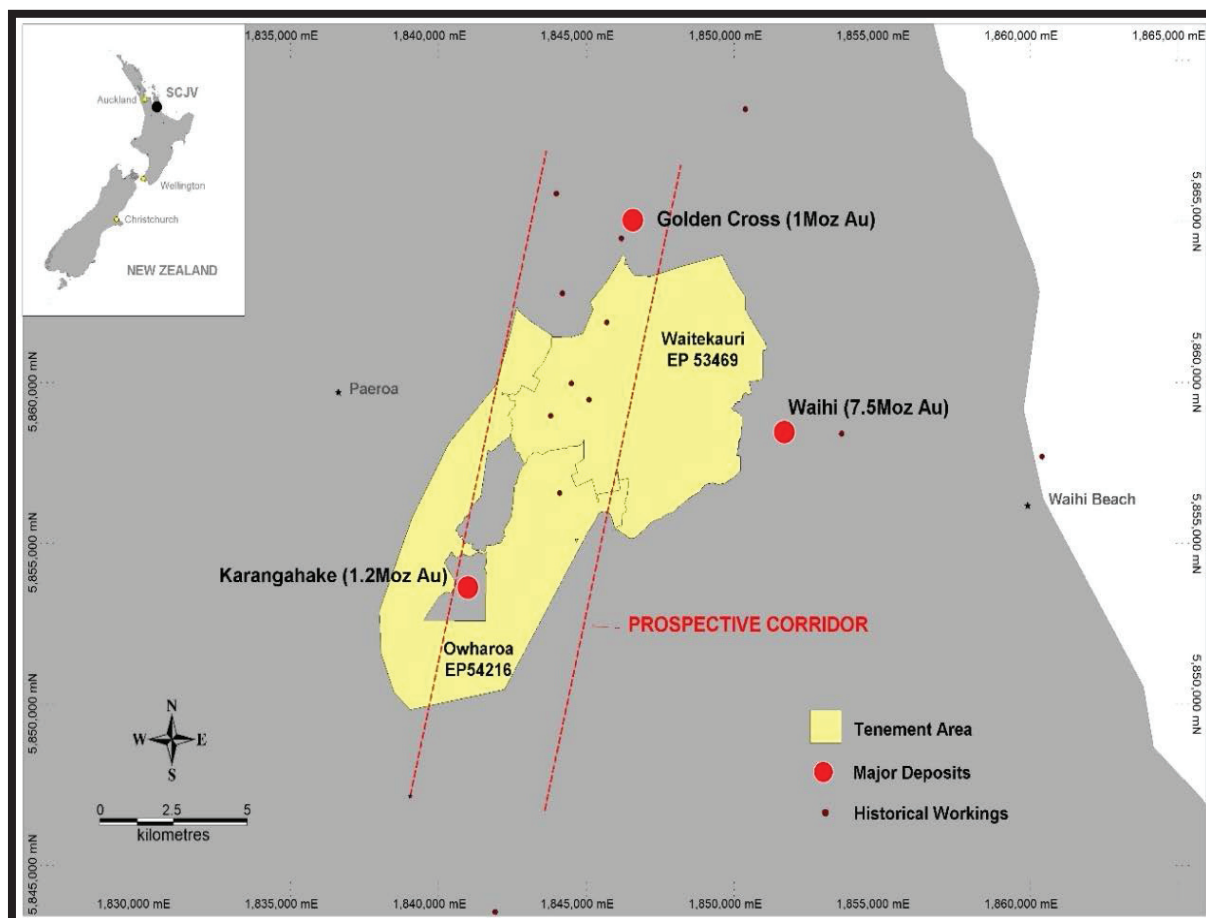 1,835,000 mE
1,840,000 mE
1,845,000 mE
1,850,000 mE
1,855,000 mE
1,860,000 mE
1,865,000 mE
SCJV
Auckland
Wellington
Christchurch
NEW ZEALAND
5,865,000 mN
5,860,000 mN
5,855,000 mN
5,850,000 mN
5,845,000 mN
Golden Cross (1Moz Au)
Waitekauri
EP 53469
Paeroa
Waihi (7.5Moz Au)
Waihi Beach
Karangahake (1.2Moz Au)
PROSPECTIVE CORRIDOR
Owharoa
EP54216
5,865,000 mN
5,860,000 mN
5,855,000 mN
5,850,000 mN
N
W E
S
0 2.5 5
kilometres
Tenement Area
Major Deposits
Historical Workings
1,830,000 mE
1,835,000 mE
1,840,000 mE
1,845,000 mE
1,850,000 mE
1,855,000 mE
1,860,000 mE